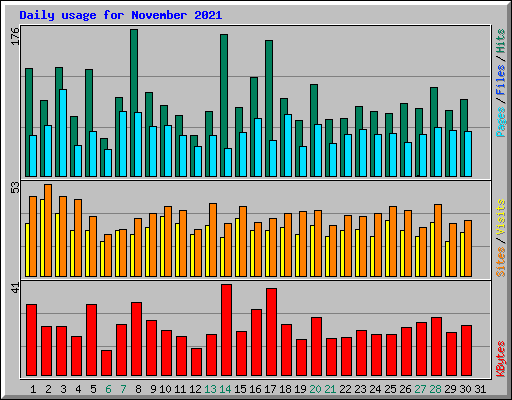 Daily usage for November 2021
176
Pages / Files / Hits
53
Sites / Visits
41
KBytes
1 2 3 4 5 6 7 8 9 10 11 12 13 14 15 16 17 18 19 20 21 22 23 24 25 26 27 28 29 30 31